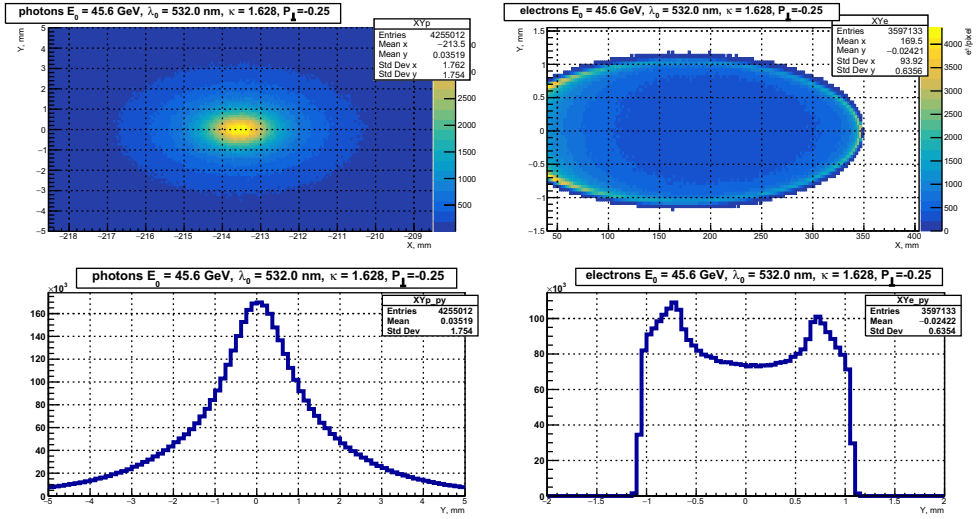 photons E0 = 45.6 GeV, λ0 = 532.0 nm, κ = 1.628, P⊥=-0.25
Y, mm
5
4
3
2
1
0
−1
−2
−3
−4
−5
−218 −217 −216 −215 −214 −213 −212 −211 −210 −209
X, mm
XYp
Entries 4255012
Mean x −213.5
Mean y 0.03519
Std Dev x 1.762
Std Dev y 1.754
2500
2000
1500
1000
500
electrons E0 = 45.6 GeV, λ0 = 532.0 nm, κ = 1.628, P⊥=-0.25
Y, mm
1.5
1
0.5
0
−0.5
−1
−1.5
50 100 150 200 250 300 350 400
X, mm
XYe
Entries 3597133
Mean x 169.5
Mean y −0.02421
Std Dev x 93.92
Std Dev y 0.6356
4000
3500
3000
2500
2000
1500
1000
500
0
photons E0 = 45.6 GeV, λ0 = 532.0 nm, κ = 1.628, P⊥=-0.25
×10³
160
140
120
100
80
60
40
20
0
−5 −4 −3 −2 −1 0 1 2 3 4 5
Y, mm
XYp_py
Entries 4255012
Mean 0.03519
Std Dev 1.754
electrons E0 = 45.6 GeV, λ0 = 532.0 nm, κ = 1.628, P⊥=-0.25
×10³
100
80
60
40
20
0
−2 −1.5 −1 −0.5 0 0.5 1 1.5 2
Y, mm
XYe_py
Entries 3597133
Mean −0.02422
Std Dev 0.6354